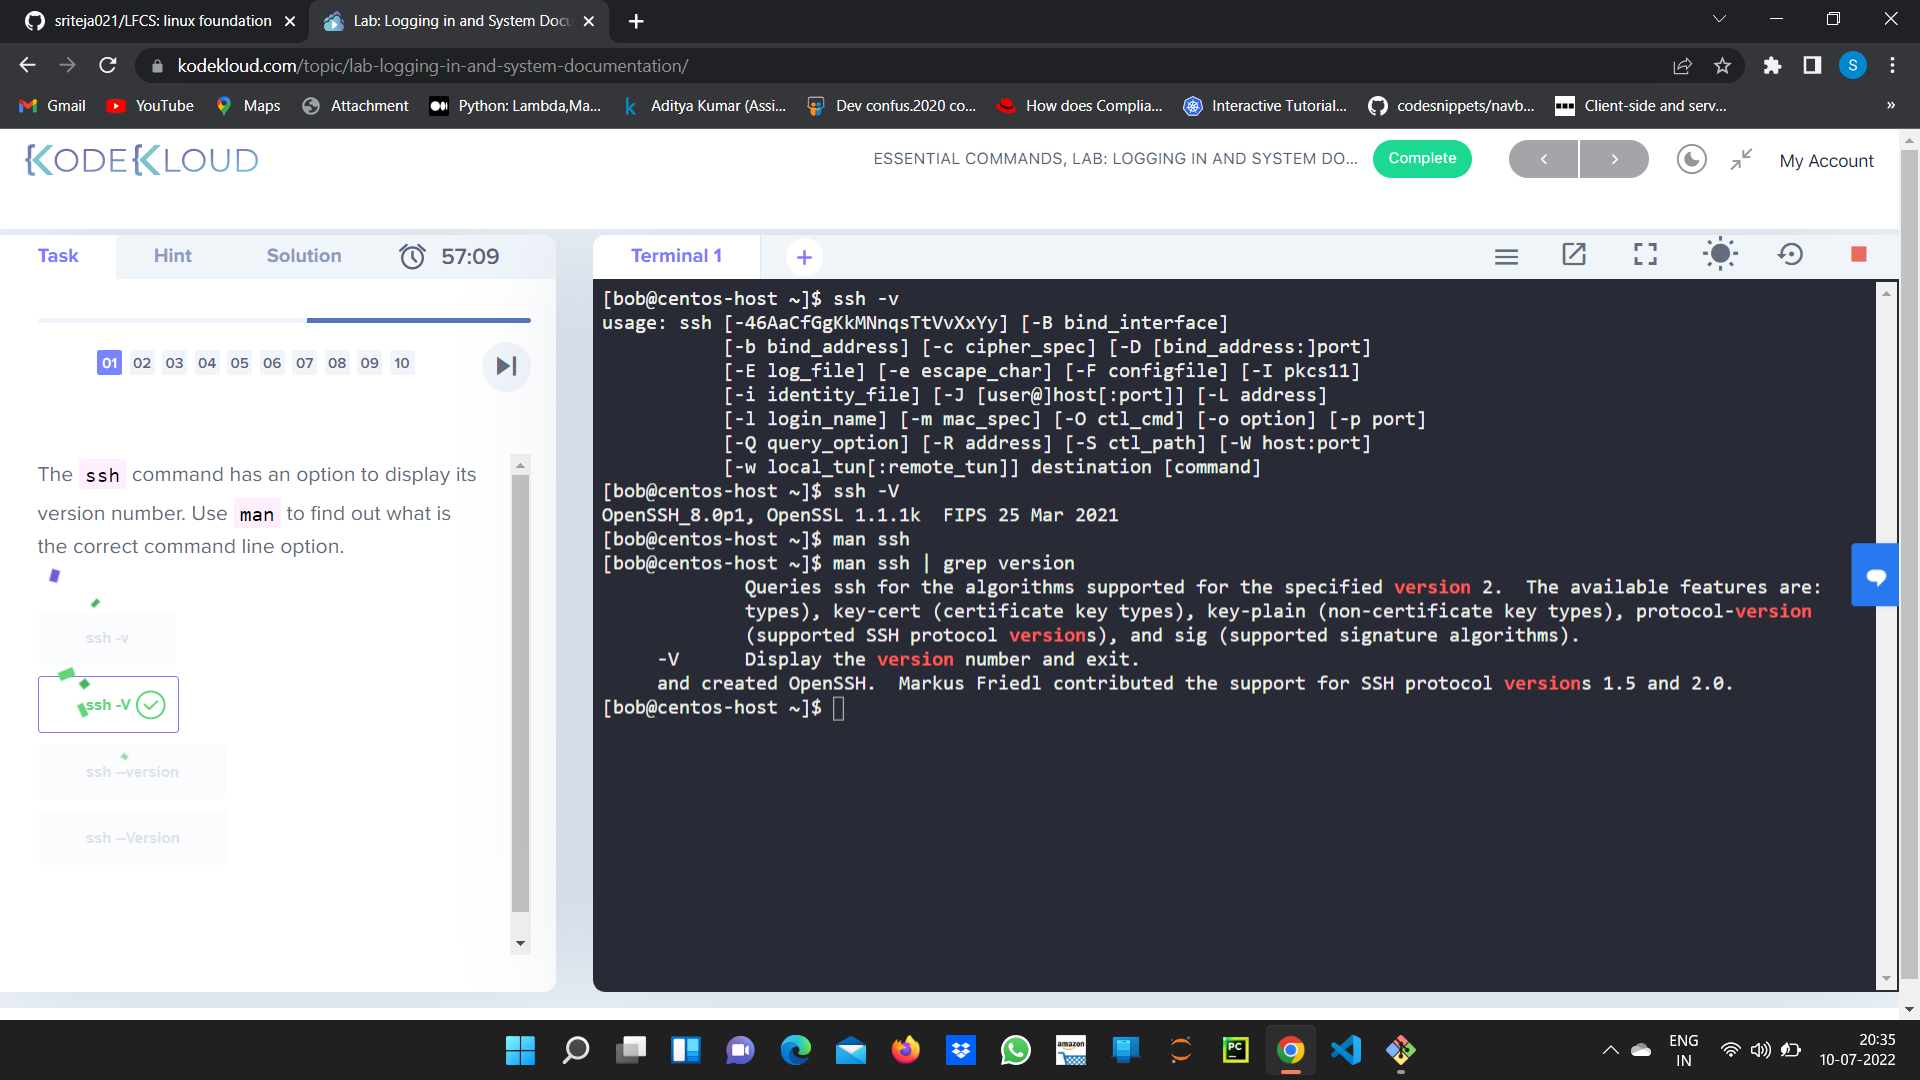 sriteja021/LFCS: linux foundation
Lab: Logging in and System Docu
kodekloud.com/topic/lab-logging-in-and-system-documentation/
S
Gmail
YouTube
Maps
Attachment
Python: Lambda,Ma...
Aditya Kumar (Assi...
Dev confus.2020 co...
How does Complia...
Interactive Tutorial...
codesnippets/navb...
Client-side and serv...
»
KODEKLOUD
ESSENTIAL COMMANDS, LAB: LOGGING IN AND SYSTEM DO...
Complete
My Account
Task
Hint
Solution
57:09
01 02 03 04 05 06 07 08 09 10
The ssh command has an option to display its
version number. Use man to find out what is
the correct command line option.
ssh -v
ssh -V
ssh --version
ssh --Version
Terminal 1
[bob@centos-host ~]$ ssh -v
usage: ssh [-46AaCfGgKkMNnqsTtVvXxYy] [-B bind_interface]
[-b bind_address] [-c cipher_spec] [-D [bind_address:]port]
[-E log_file] [-e escape_char] [-F configfile] [-I pkcs11]
[-i identity_file] [-J [user@]host[:port]] [-L address]
[-l login_name] [-m mac_spec] [-O ctl_cmd] [-o option] [-p port]
[-Q query_option] [-R address] [-S ctl_path] [-W host:port]
[-w local_tun[:remote_tun]] destination [command]
[bob@centos-host ~]$ ssh -V
OpenSSH_8.0p1, OpenSSL 1.1.1k  FIPS 25 Mar 2021
[bob@centos-host ~]$ man ssh
[bob@centos-host ~]$ man ssh | grep version
Queries ssh for the algorithms supported for the specified version 2.  The available features are:
types), key-cert (certificate key types), key-plain (non-certificate key types), protocol-version
(supported SSH protocol versions), and sig (supported signature algorithms).
-V      Display the version number and exit.
and created OpenSSH.  Markus Friedl contributed the support for SSH protocol versions 1.5 and 2.0.
[bob@centos-host ~]$
amazon
PC
ENG
IN
20:35
10-07-2022